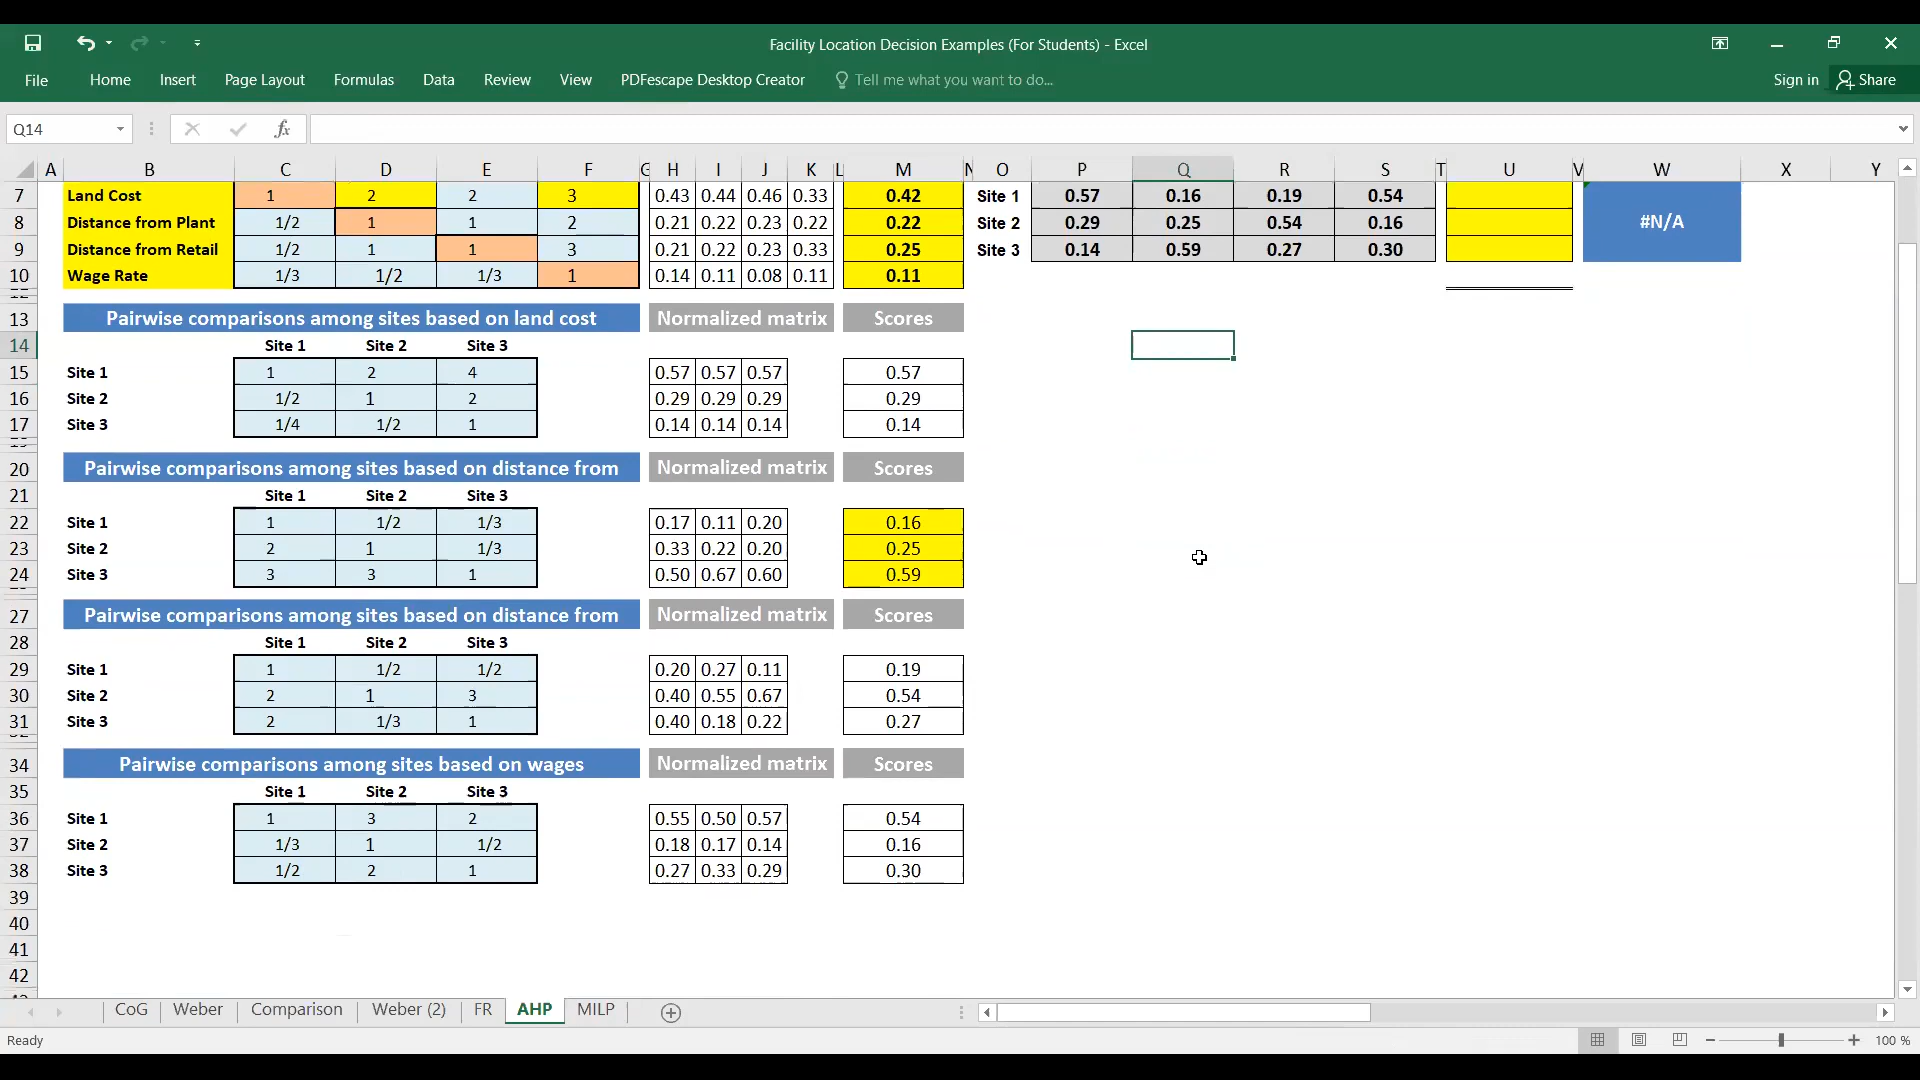 Facility Location Decision Examples (For Students) - Excel
File Home Insert Page Layout Formulas Data Review View PDFescape Desktop Creator Tell me what you want to do... Sign in Share
Q14 fx
A B C D E F G H I J K L M N O P Q R S T U V W X Y
7 Land Cost 1 2 2 3 0.43 0.44 0.46 0.33 0.42 Site 1 0.57 0.16 0.19 0.54
8 Distance from Plant 1/2 1 1 2 0.21 0.22 0.23 0.22 0.22 Site 2 0.29 0.25 0.54 0.16 #N/A
9 Distance from Retail 1/2 1 1 3 0.21 0.22 0.23 0.33 0.25 Site 3 0.14 0.59 0.27 0.30
10 Wage Rate 1/3 1/2 1/3 1 0.14 0.11 0.08 0.11 0.11
13 Pairwise comparisons among sites based on land cost Normalized matrix Scores
14 Site 1 Site 2 Site 3
15 Site 1 1 2 4 0.57 0.57 0.57 0.57
16 Site 2 1/2 1 2 0.29 0.29 0.29 0.29
17 Site 3 1/4 1/2 1 0.14 0.14 0.14 0.14
20 Pairwise comparisons among sites based on distance from Normalized matrix Scores
21 Site 1 Site 2 Site 3
22 Site 1 1 1/2 1/3 0.17 0.11 0.20 0.16
23 Site 2 2 1 1/3 0.33 0.22 0.20 0.25
24 Site 3 3 3 1 0.50 0.67 0.60 0.59
27 Pairwise comparisons among sites based on distance from Normalized matrix Scores
28 Site 1 Site 2 Site 3
29 Site 1 1 1/2 1/2 0.20 0.27 0.11 0.19
30 Site 2 2 1 3 0.40 0.55 0.67 0.54
31 Site 3 2 1/3 1 0.40 0.18 0.22 0.27
34 Pairwise comparisons among sites based on wages Normalized matrix Scores
35 Site 1 Site 2 Site 3
36 Site 1 1 3 2 0.55 0.50 0.57 0.54
37 Site 2 1/3 1 1/2 0.18 0.17 0.14 0.16
38 Site 3 1/2 2 1 0.27 0.33 0.29 0.30
39
40
41
42
CoG Weber Comparison Weber (2) FR AHP MILP
Ready 100 %